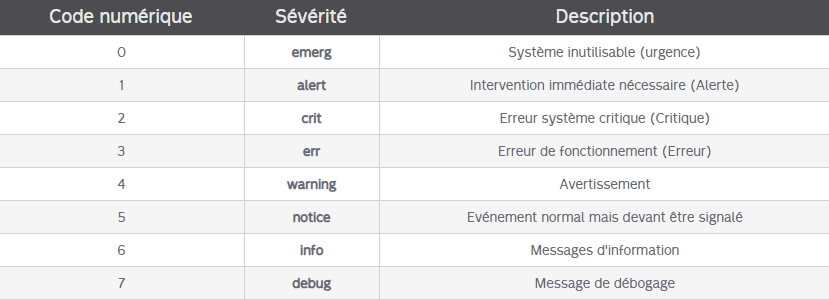 Code numérique Sévérité Description
0 emerg Système inutilisable (urgence)
1 alert Intervention immédiate nécessaire (Alerte)
2 crit Erreur système critique (Critique)
3 err Erreur de fonctionnement (Erreur)
4 warning Avertissement
5 notice Evénement normal mais devant être signalé
6 info Messages d'information
7 debug Message de débogage